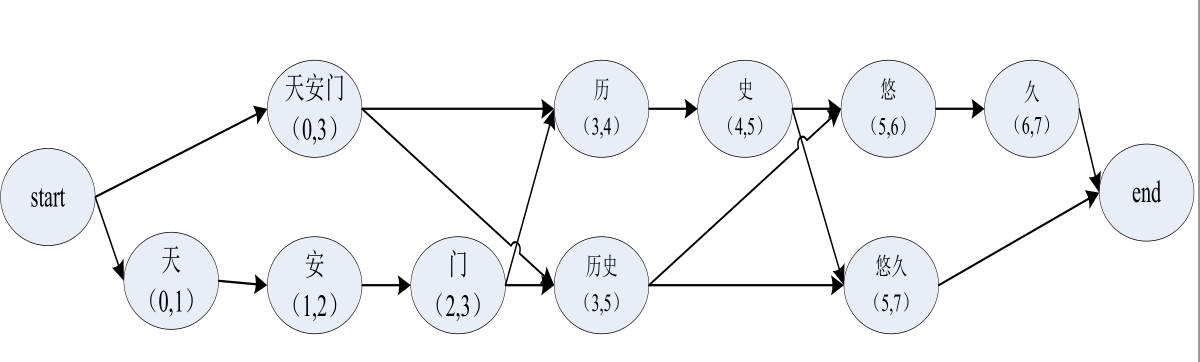 天安门
（0,3）
历
（3,4）
史
（4,5）
悠
（5,6）
久
（6,7）
start
end
天
（0,1）
安
（1,2）
门
（2,3）
历史
（3,5）
悠久
（5,7）